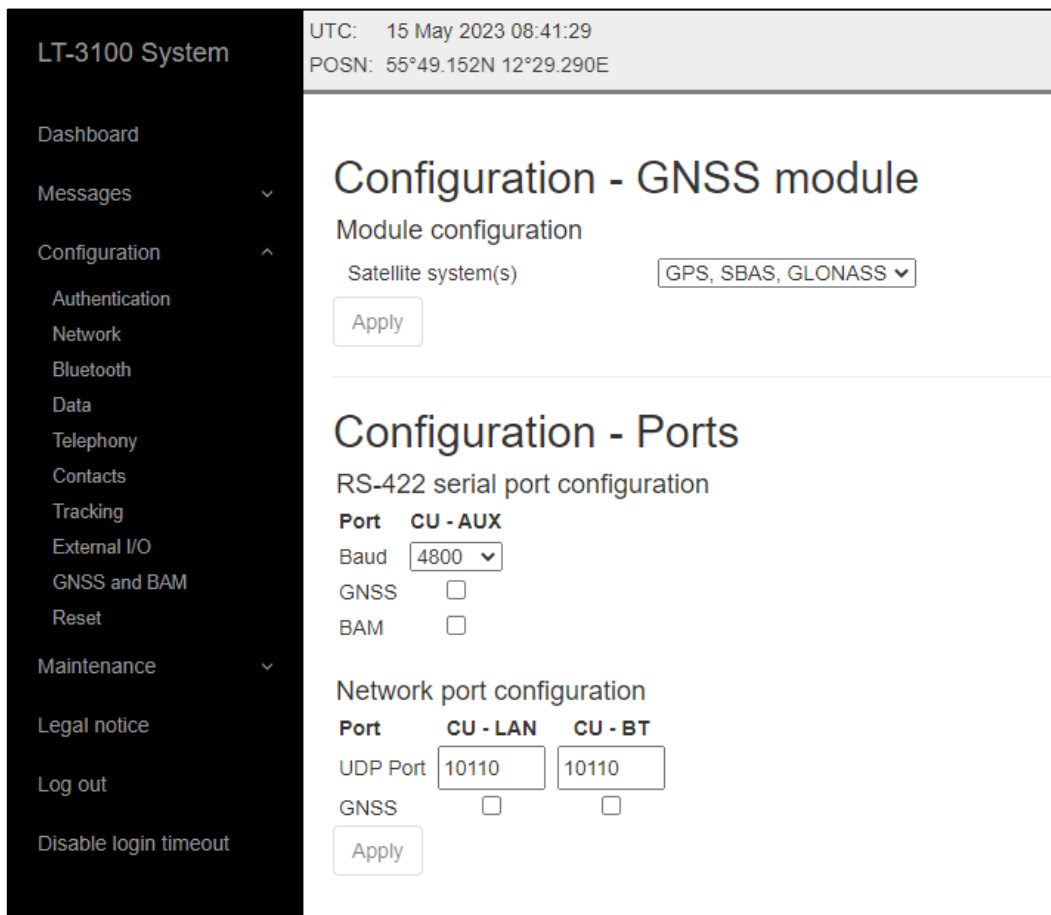 LT-3100 System
Dashboard
Messages
Configuration
Authentication
Network
Bluetooth
Data
Telephony
Contacts
Tracking
External I/O
GNSS and BAM
Reset
Maintenance
Legal notice
Log out
Disable login timeout
UTC: 15 May 2023 08:41:29
POSN: 55°49.152N 12°29.290E
Configuration - GNSS module
Module configuration
Satellite system(s) GPS, SBAS, GLONASS
Apply
Configuration - Ports
RS-422 serial port configuration
Port CU - AUX
Baud 4800
GNSS
BAM
Network port configuration
Port CU - LAN CU - BT
UDP Port 10110 10110
GNSS
Apply